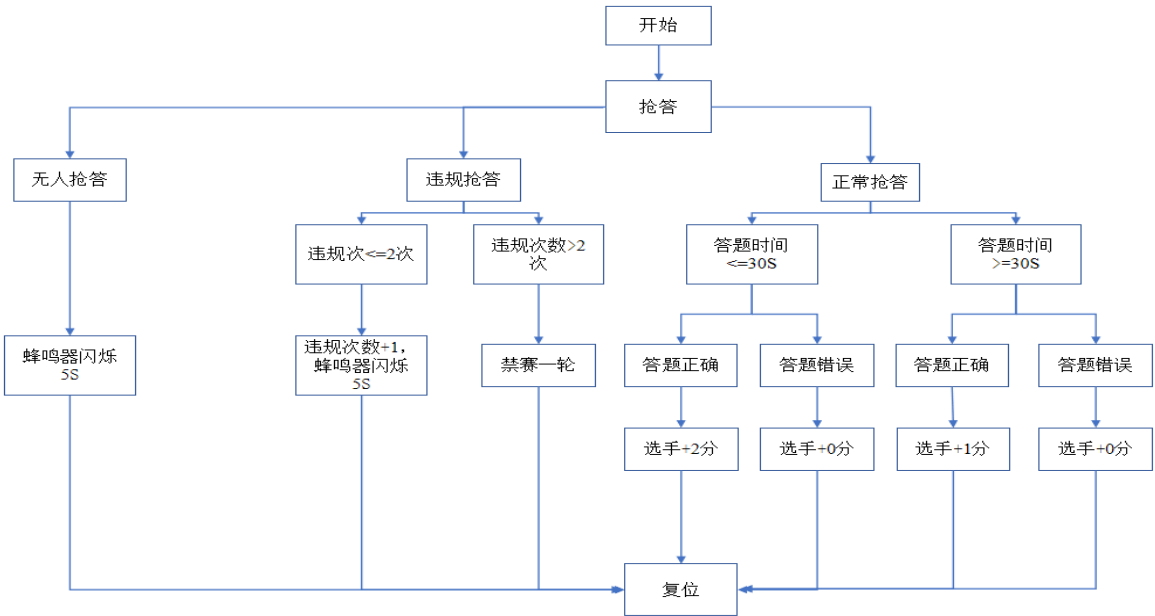 开始
抢答
无人抢答
违规抢答
正常抢答
违规次<=2次
违规次数>2
次
答题时间
<=30S
答题时间
>=30S
蜂鸣器闪烁
5S
违规次数+1，
蜂鸣器闪烁
5S
禁赛一轮
答题正确
答题错误
答题正确
答题错误
选手+2分
选手+0分
选手+1分
选手+0分
复位